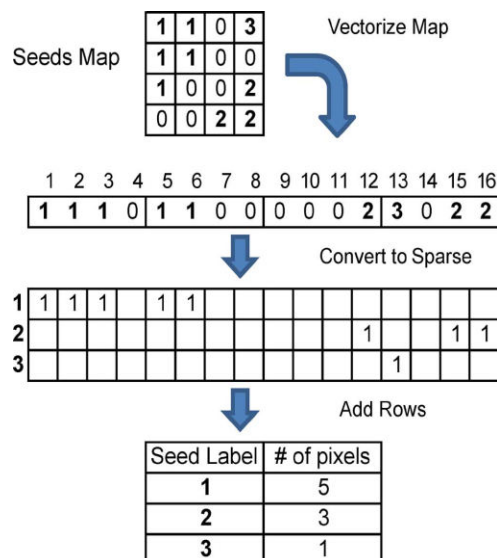 1 1 0 3
Vectorize Map
Seeds Map
1 1 0 0
1 0 0 2
0 0 2 2
1 2 3 4 5 6 7 8 9 10 11 12 13 14 15 16
1 1 1 0 1 1 0 0 0 0 0 2 3 0 2 2
Convert to Sparse
1 1 1 1 1 1
2 1 1 1
3 1
Add Rows
Seed Label # of pixels
1 5
2 3
3 1